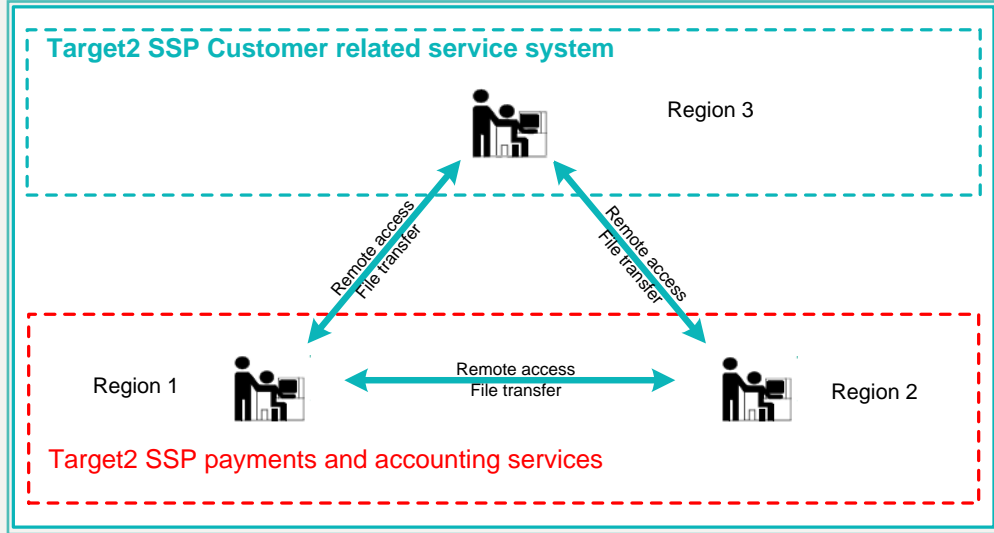 Target2 SSP Customer related service system
Region 3
Remote access
File transfer
Remote access
File transfer
Region 1
Remote access
File transfer
Region 2
Target2 SSP payments and accounting services